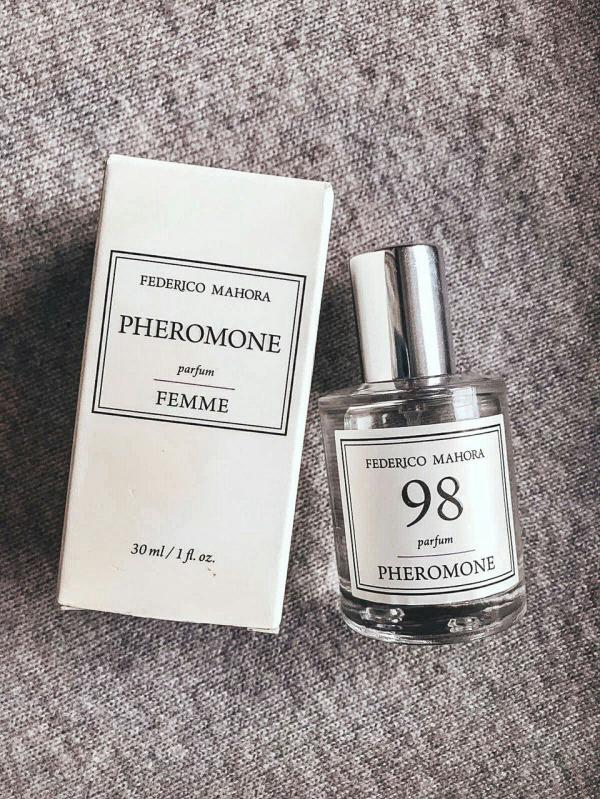 FEDERICO MAHORA
PHEROMONE
parfum
FEMME
30 ml / 1 fl. oz.
FEDERICO MAHORA
98
parfum
PHEROMONE